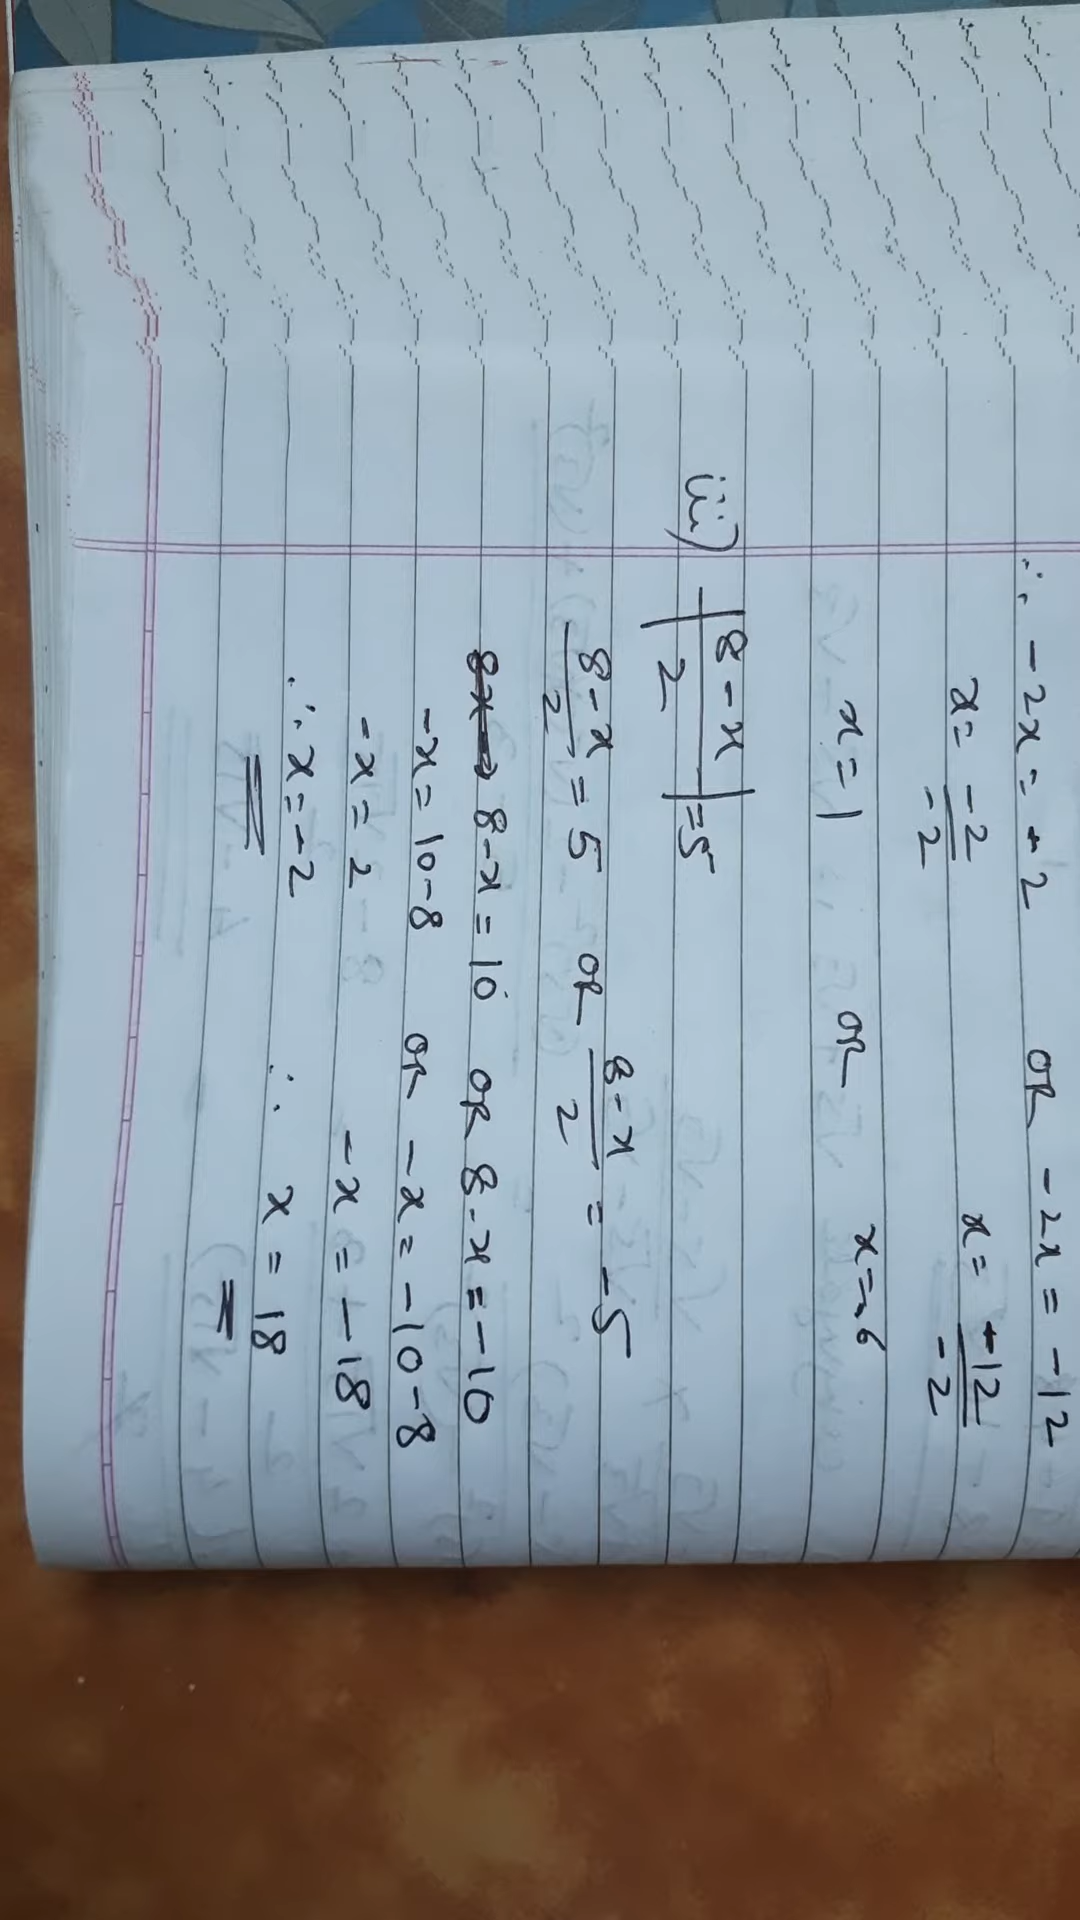 ∴ -2x = -2 OR -2x = -12
x = -2/-2 x = -12/-2
x = 1 OR x = 6
iii) |8-x/2| = 5
8-x/2 = 5 OR 8-x/2 = -5
8-x = 10 OR 8-x = -10
-x = 10-8 OR -x = -10-8
-x = 2 -x = -18
∴ x = -2 ∴ x = 18